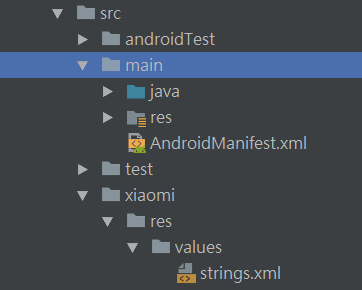 src
androidTest
main
java
res
AndroidManifest.xml
test
xiaomi
res
values
strings.xml